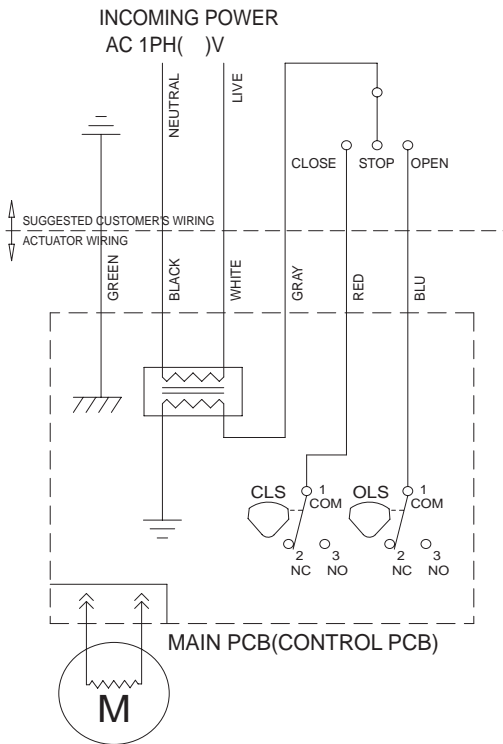 INCOMING POWER
AC 1PH(    )V
NEUTRAL
LIVE
CLOSE
STOP
OPEN
SUGGESTED CUSTOMER'S WIRING
ACTUATOR WIRING
GREEN
BLACK
WHITE
GRAY
RED
BLU
CLS
1
COM
2
NC
3
NO
OLS
1
COM
2
NC
3
NO
MAIN PCB(CONTROL PCB)
M